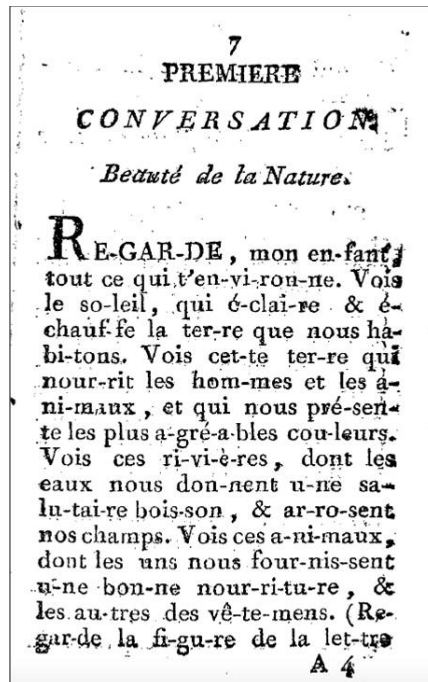 7
PREMIERE
CONVERSATION.
Beauté de la Nature.
RE-GAR-DE, mon en-fant,
tout ce qui t'en-vi-ron-ne. Vois
le so-leil, qui é-clai-re & é-
chauf-fe la ter-re que nous ha-
bi-tons. Vois cet-te ter-re qui
nour-rit les hom-mes et les a-
ni-maux, et qui nous pré-sen-
te les plus a-gré-a-bles cou-leurs.
Vois ces ri-vi-è-res, dont les
eaux nous don-nent u-ne sa-
lu-tai-re bois-son, & ar-ro-sent
nos champs. Vois ces a-ni-maux,
dont les uns nous four-nis-sent
u-ne bon-ne nour-ri-tu-re, &
les au-tres des vê-te-mens. (Re-
gar-de la fi-gu-re de la let-tre
A 4